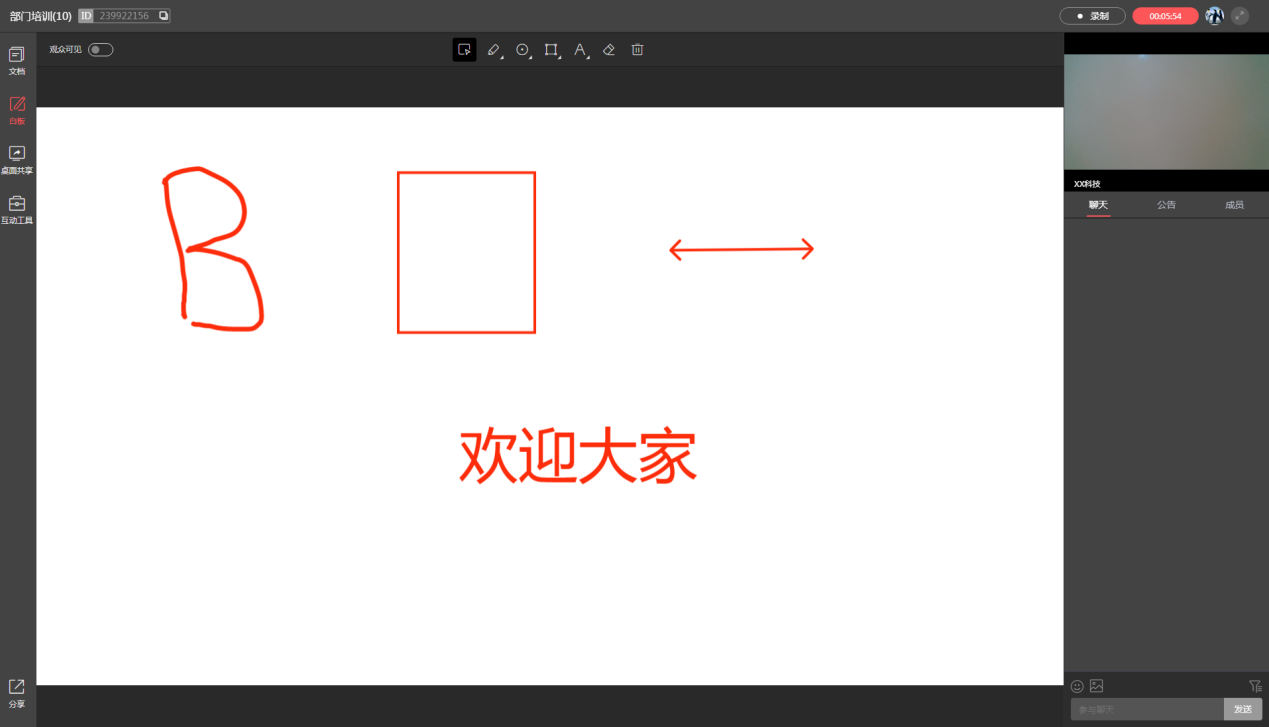 部门培训(10) ID 239922156
录制 00:05:54
观众可见
文档
白板
桌面共享
互动工具
分享
B
欢迎大家
XX科技
聊天 公告 成员
参与聊天 发送